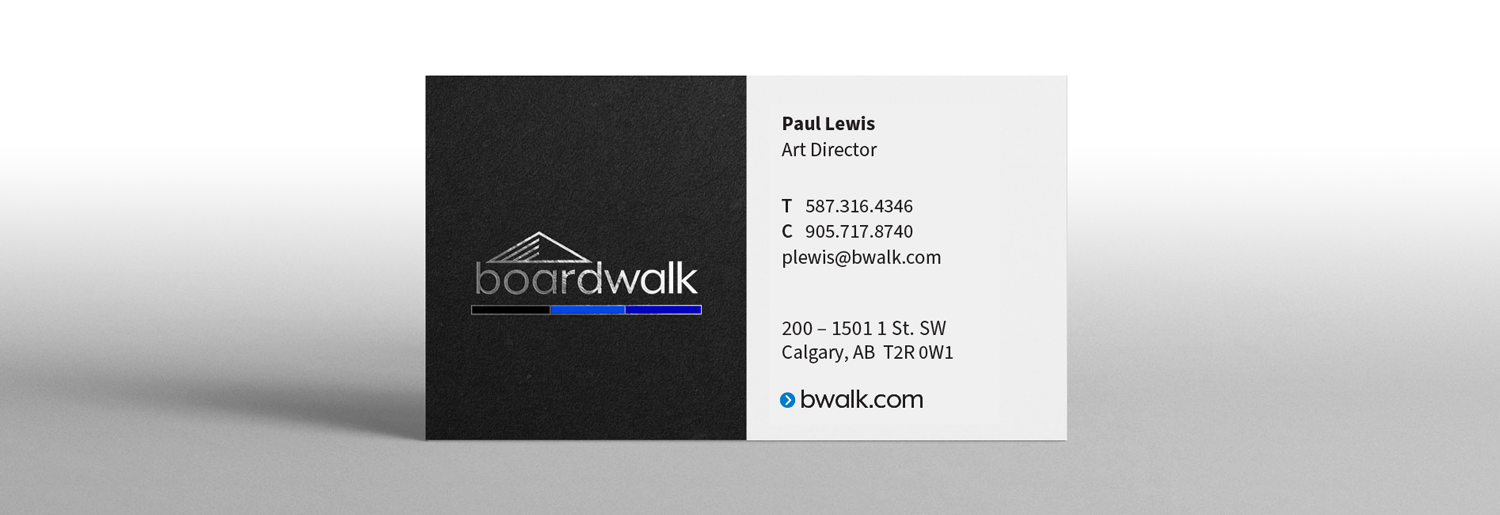 boardwalk
Paul Lewis
Art Director
T 587.316.4346
C 905.717.8740
plewis@bwalk.com
200 – 1501 1 St. SW
Calgary, AB T2R 0W1
bwalk.com